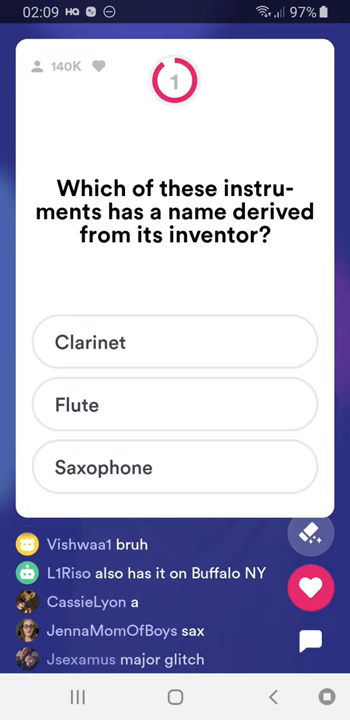 02:09 HQ 97%
140K
1
Which of these instru-
ments has a name derived
from its inventor?
Clarinet
Flute
Saxophone
Vishwaa1 bruh
L1Riso also has it on Buffalo NY
CassieLyon a
JennaMomOfBoys sax
Jsexamus major glitch